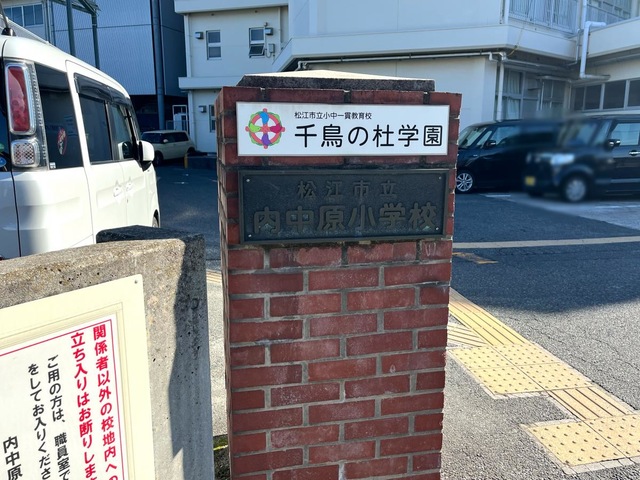 松江市立小中一貫教育校
千鳥の杜学園
松江市立
内中原小学校
関係者以外の校地内への
立ち入りはお断りしま
ご用の方は、職員室で
をしてお入りくださ
内中原